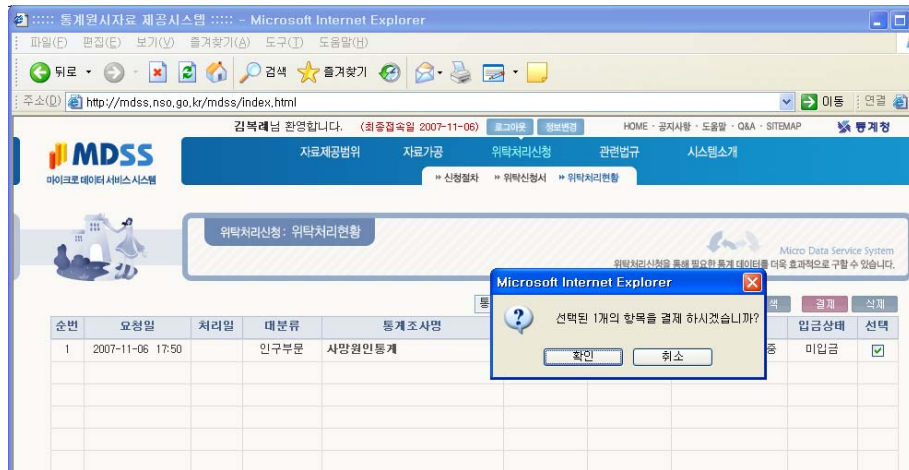 ::::: 통계원시자료 제공시스템 ::::: - Microsoft Internet Explorer
파일(F) 편집(E) 보기(V) 즐겨찾기(A) 도구(T) 도움말(H)
뒤로 검색 즐겨찾기
주소(D) http://mdss.nso.go.kr/mdss/index.html 이동 연결
김복래님 환영합니다. (최종접속일 2007-11-06) 로그아웃 정보변경 HOME · 공지사항 · 도움말 · Q&A · SITEMAP 통계청
MDSS
마이크로 데이터 서비스 시스템
자료제공범위 자료가공 위탁처리신청 관련법규 시스템소개
» 신청절차 » 위탁신청서 » 위탁처리현황
위탁처리신청 : 위탁처리현황
Micro Data Service System
위탁처리신청을 통해 필요한 통계 데이터를 더욱 효과적으로 구할 수 있습니다.
Microsoft Internet Explorer
선택된 1개의 항목을 결제 하시겠습니까?
확인 취소
통 색 결제 삭제
순번 요청일 처리일 대분류 통계조사명 입금상태 선택
1 2007-11-06 17:50 인구부문 사망원인통계 중 미입금